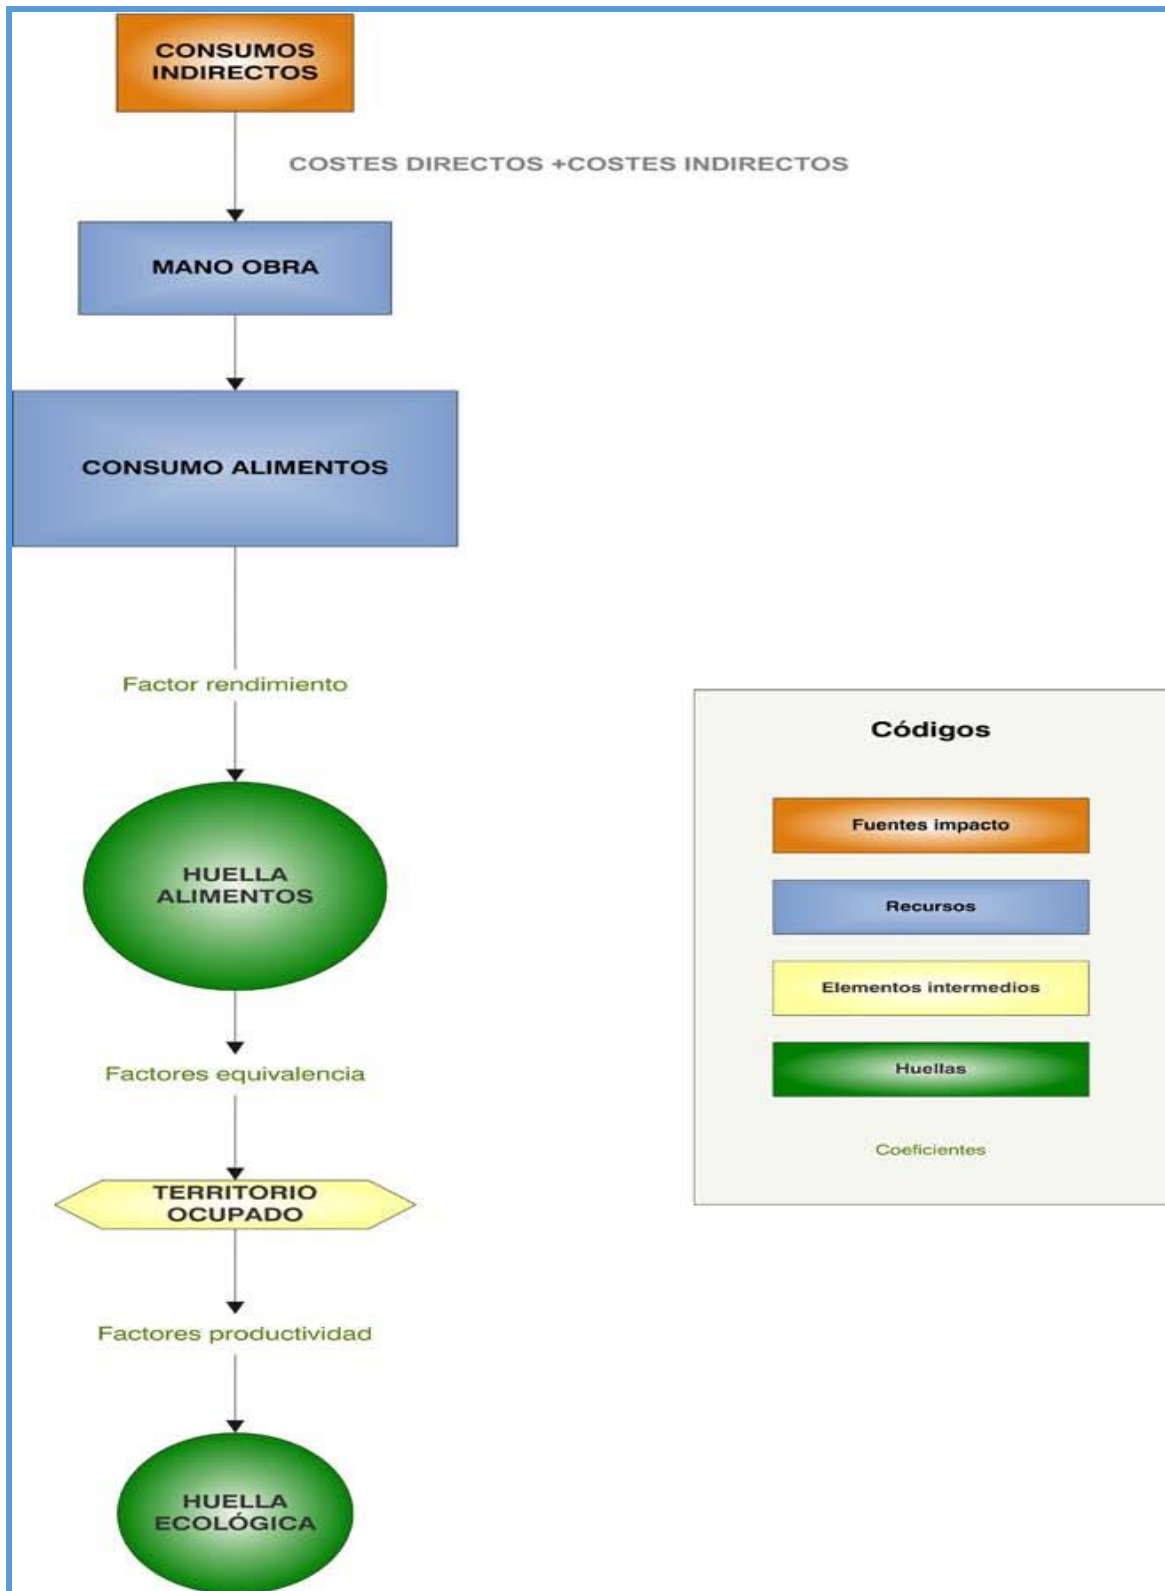 CONSUMOS
INDIRECTOS
COSTES DIRECTOS +COSTES INDIRECTOS
MANO OBRA
CONSUMO ALIMENTOS
Factor rendimiento
HUELLA
ALIMENTOS
Factores equivalencia
TERRITORIO
OCUPADO
Factores productividad
HUELLA
ECOLÓGICA
Códigos
Fuentes impacto
Recursos
Elementos intermedios
Huellas
Coeficientes